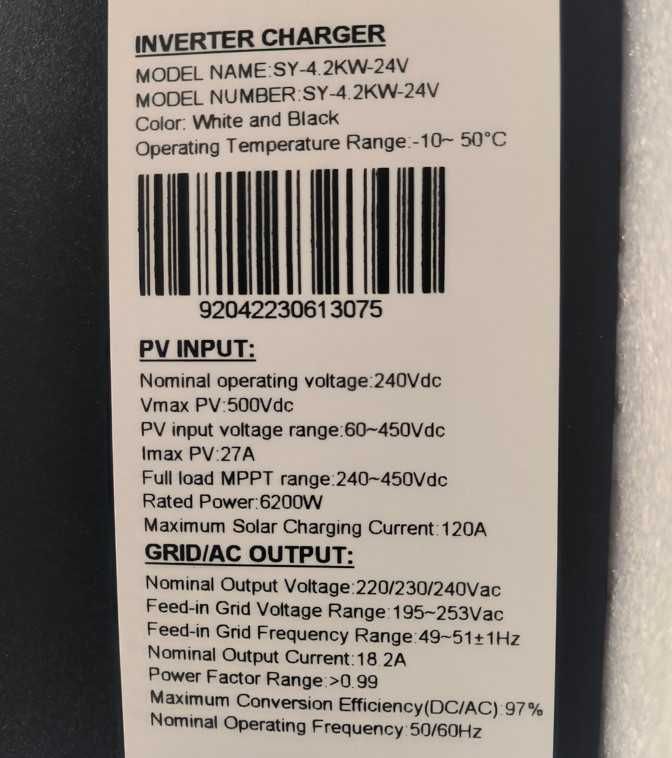 INVERTER CHARGER
MODEL NAME:SY-4.2KW-24V
MODEL NUMBER:SY-4.2KW-24V
Color: White and Black
Operating Temperature Range:-10~ 50°C
92042230613075
PV INPUT:
Nominal operating voltage:240Vdc
Vmax PV:500Vdc
PV input voltage range:60~450Vdc
Imax PV:27A
Full load MPPT range:240~450Vdc
Rated Power:6200W
Maximum Solar Charging Current:120A
GRID/AC OUTPUT:
Nominal Output Voltage:220/230/240Vac
Feed-in Grid Voltage Range:195~253Vac
Feed-in Grid Frequency Range:49~51±1Hz
Nominal Output Current:18.2A
Power Factor Range:>0.99
Maximum Conversion Efficiency(DC/AC):97%
Nominal Operating Frequency:50/60Hz